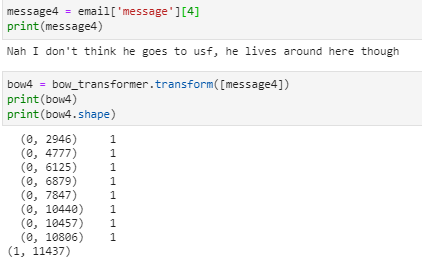 message4 = email['message'][4]
print(message4)
Nah I don't think he goes to usf, he lives around here though
bow4 = bow_transformer.transform([message4])
print(bow4)
print(bow4.shape)
(0, 2946) 1
(0, 4777) 1
(0, 6125) 1
(0, 6879) 1
(0, 7847) 1
(0, 10440) 1
(0, 10457) 1
(0, 10806) 1
(1, 11437)